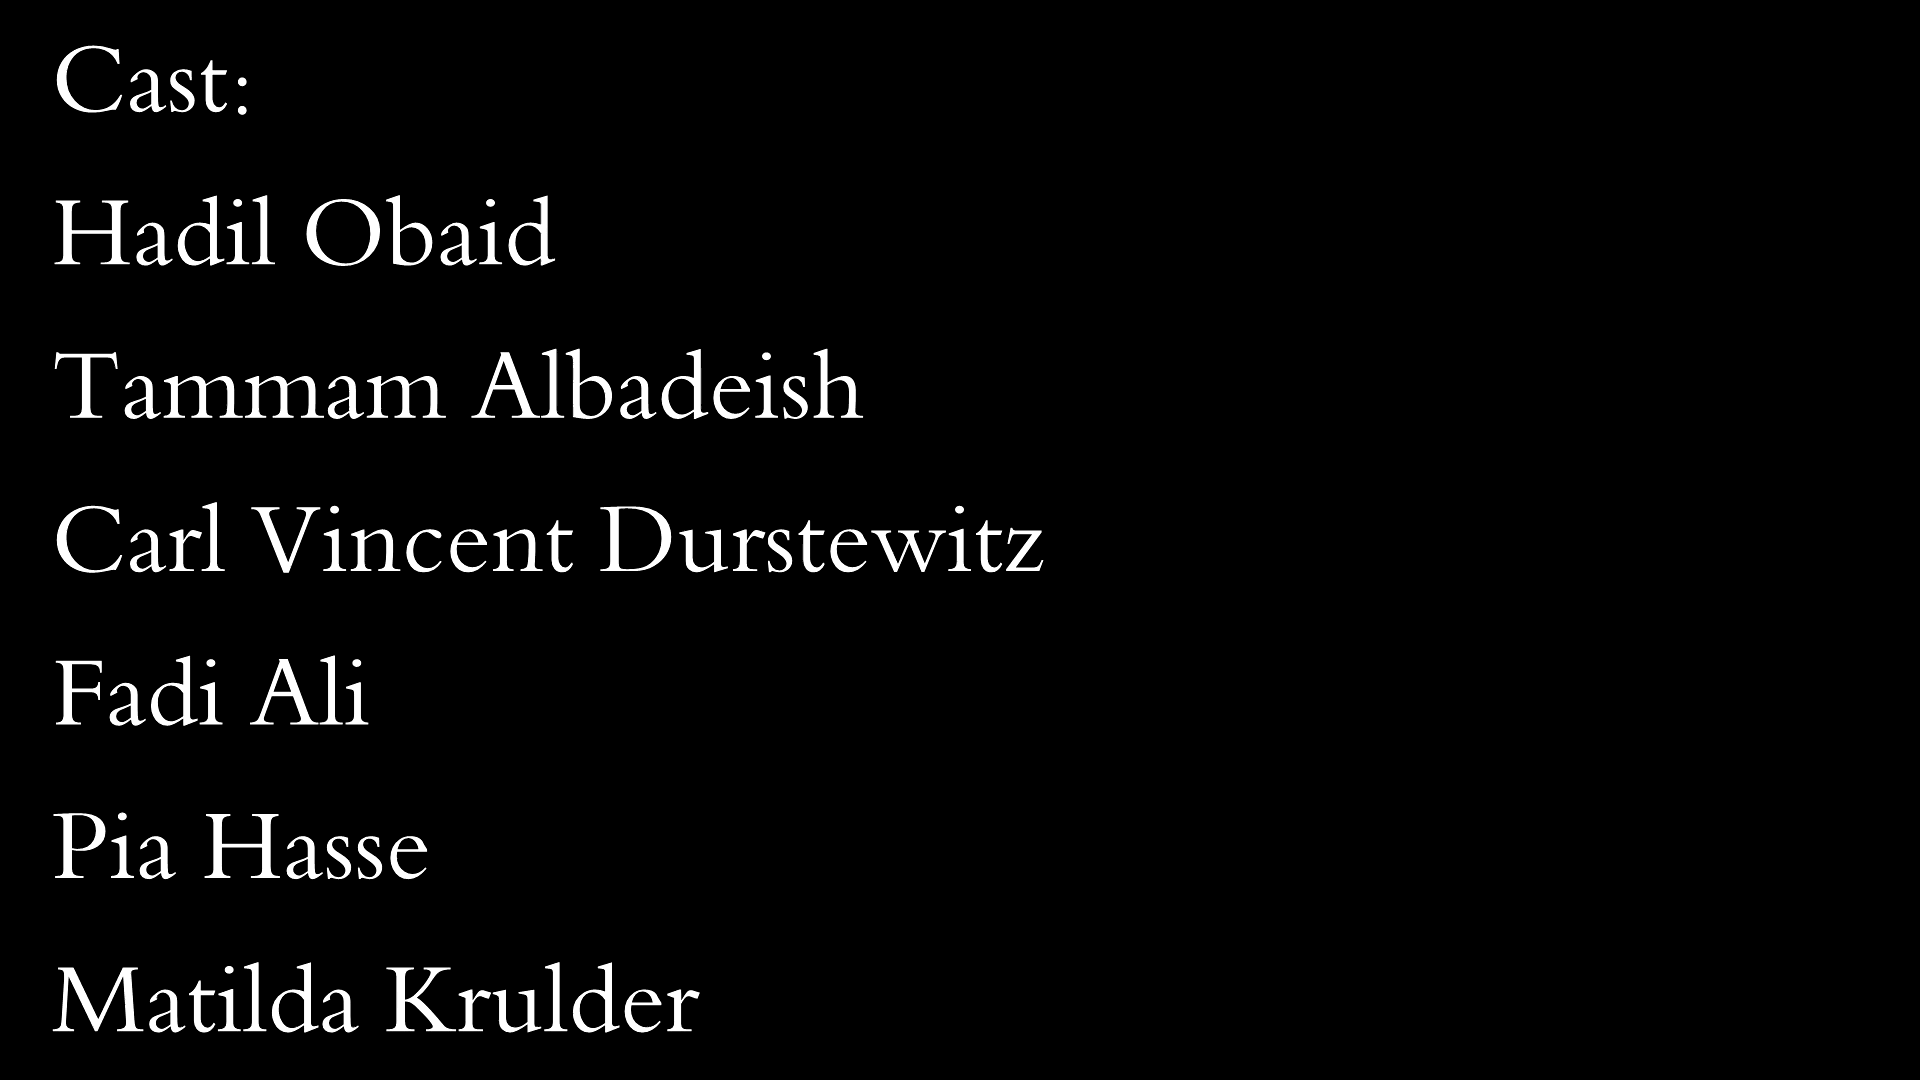 Cast:
Hadil Obaid
Tammam Albadeish
Carl Vincent Durstewitz
Fadi Ali
Pia Hasse
Matilda Krulder